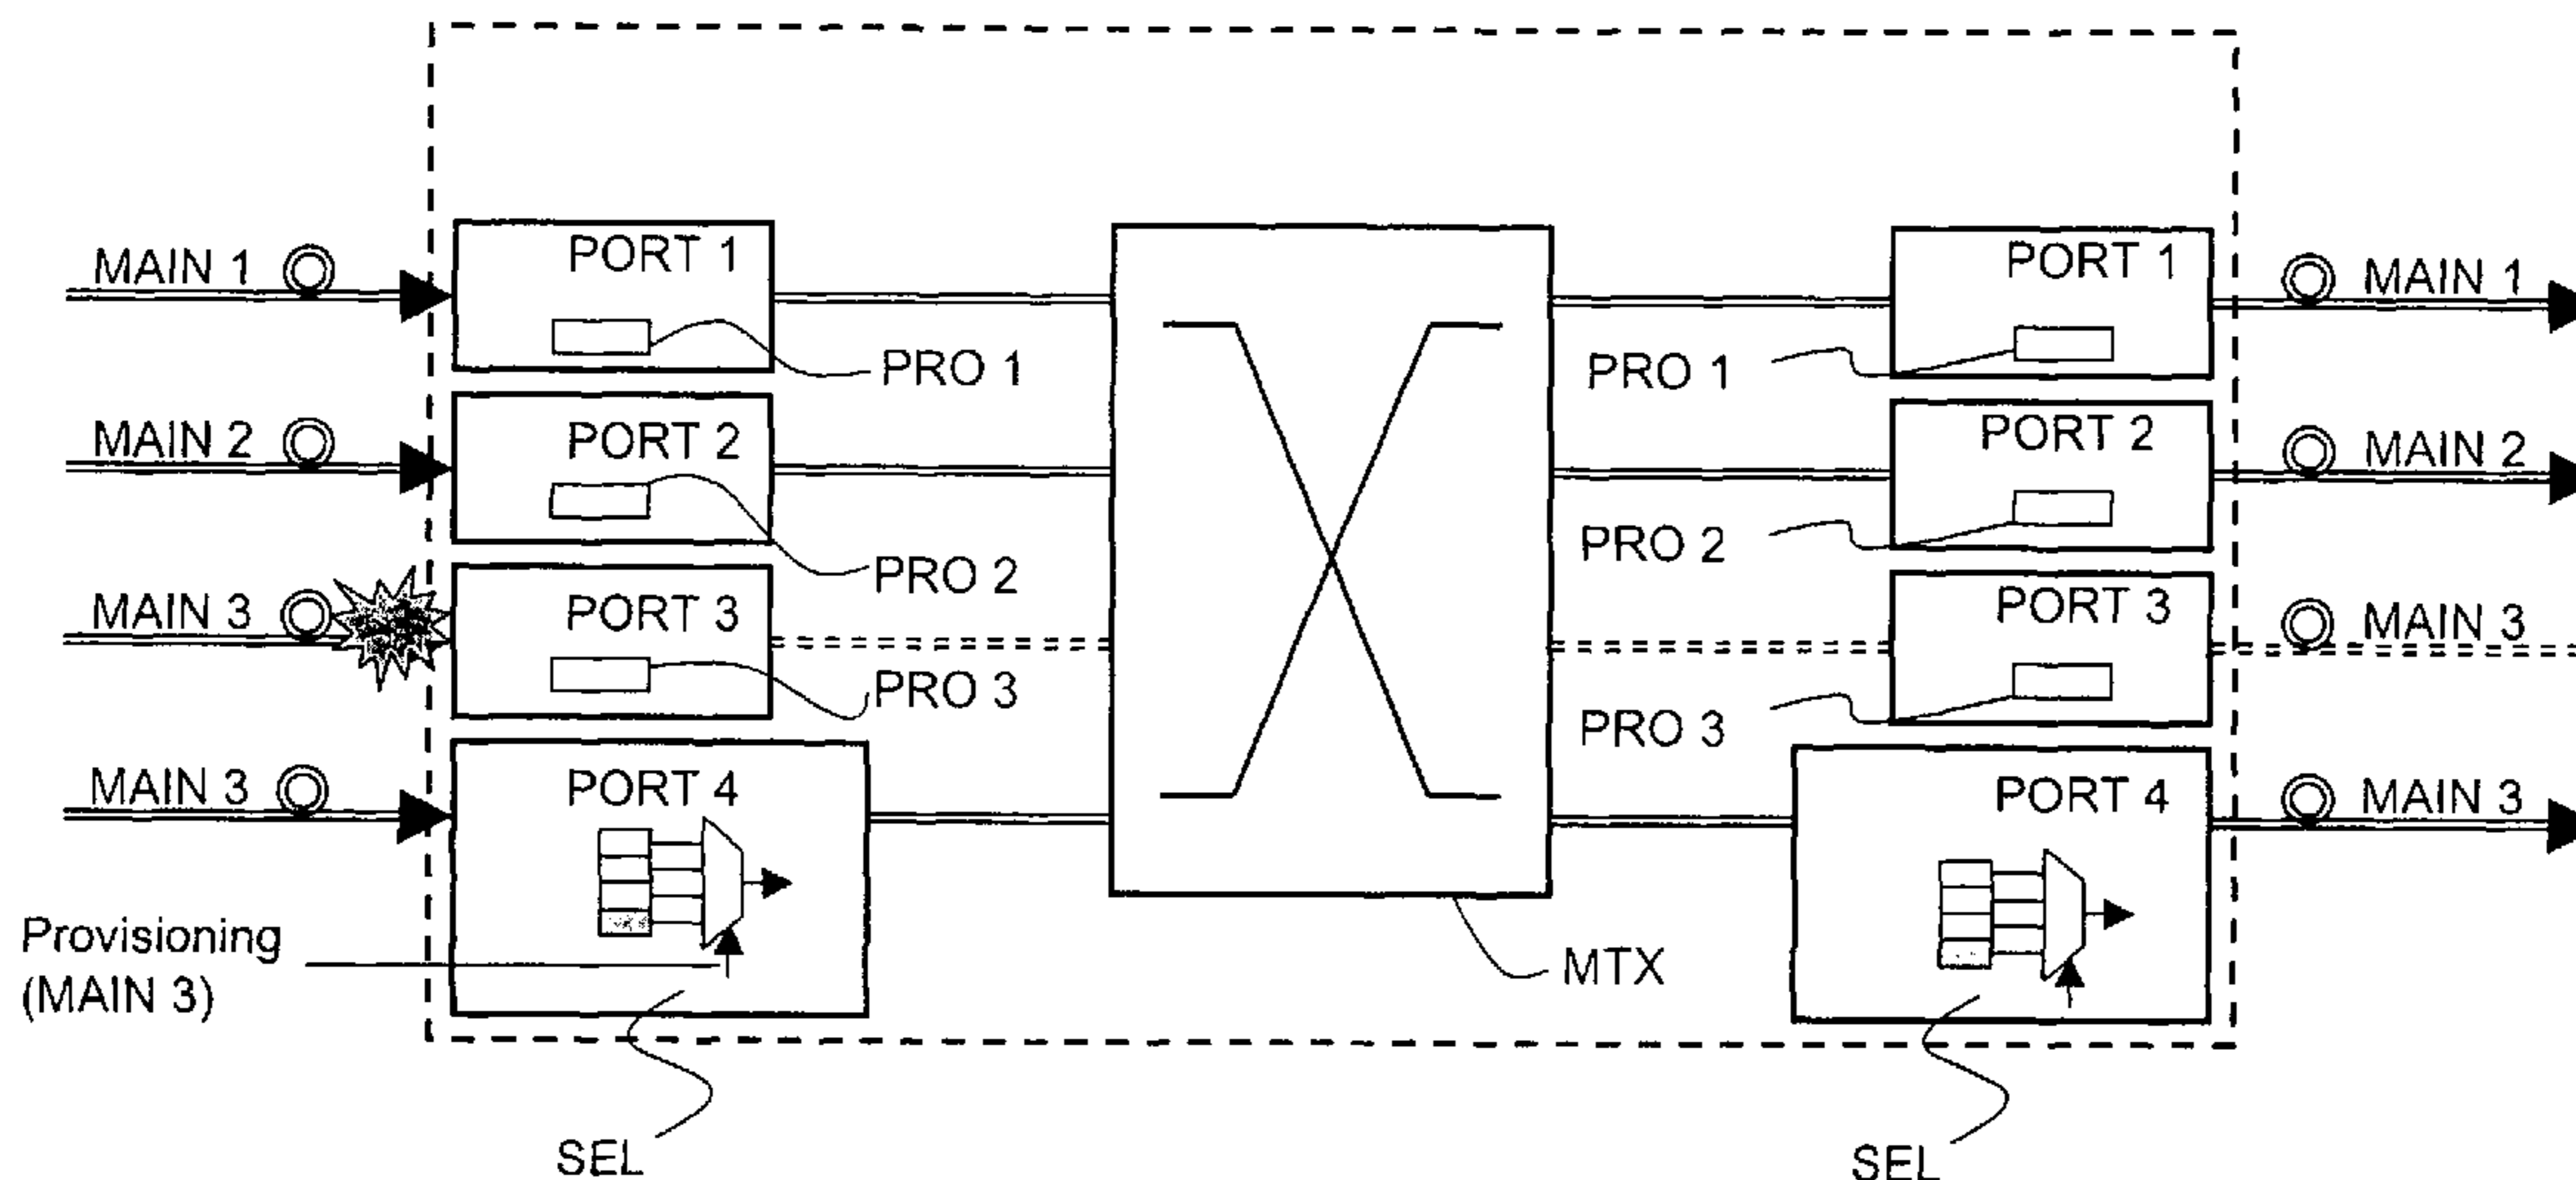 MAIN 1
PORT 1
PRO 1
PRO 1
PORT 1
MAIN 1
MAIN 2
PORT 2
PRO 2
PRO 2
PORT 2
MAIN 2
MAIN 3
PORT 3
PRO 3
PRO 3
PORT 3
MAIN 3
MAIN 3
PORT 4
PORT 4
MAIN 3
Provisioning
(MAIN 3)
MTX
SEL
SEL